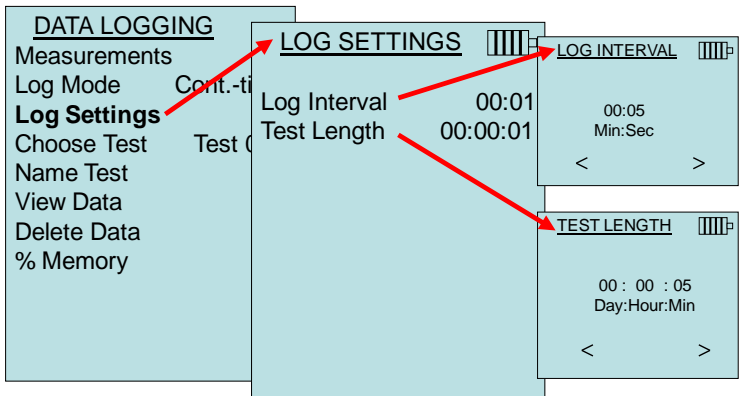 DATA LOGGING
Measurements
Log Mode
Log Settings
Choose Test Test
Name Test
View Data
Delete Data
% Memory
LOG SETTINGS
Log Interval 00:01
Test Length 00:00:01
LOG INTERVAL
00:05
Min:Sec
< >
TEST LENGTH
00 : 00 : 05
Day:Hour:Min
< >